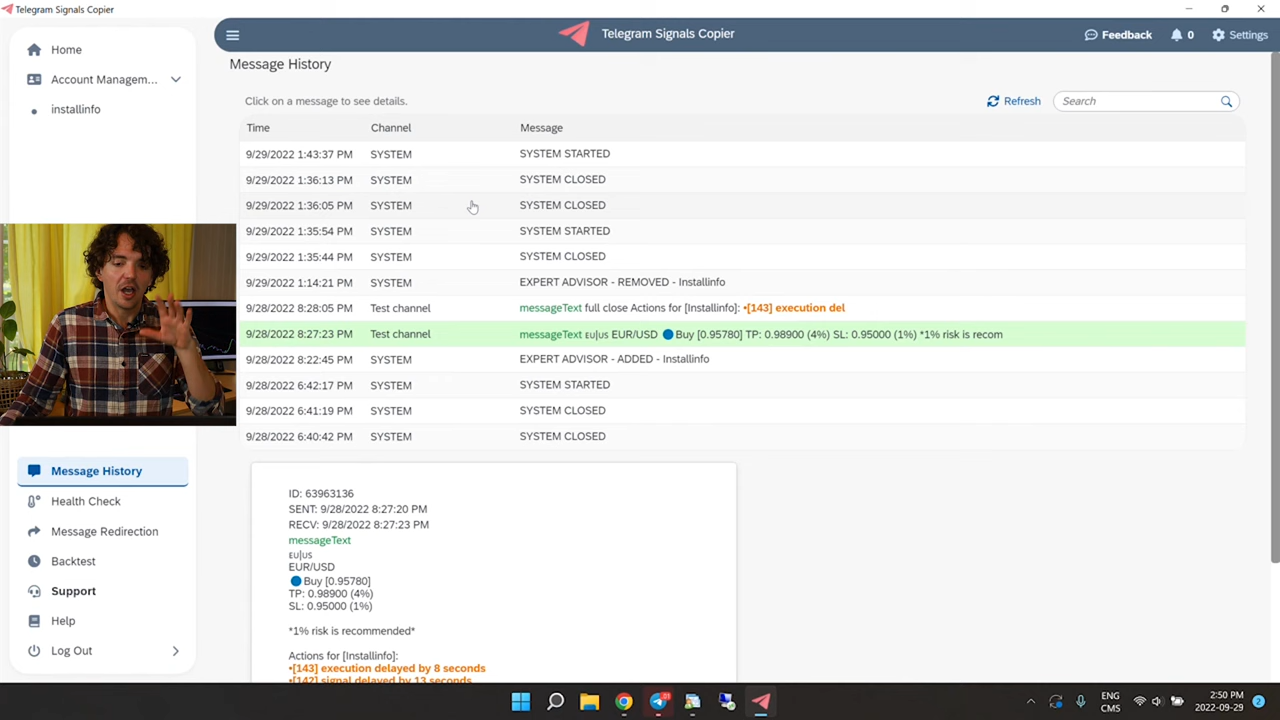 Telegram Signals Copier
Home
Account Managem...
installinfo
Message History
Health Check
Message Redirection
Backtest
Support
Help
Log Out
Telegram Signals Copier
Feedback
0
Settings
Message History
Click on a message to see details.
Refresh
Search
Time Channel Message
9/29/2022 1:43:37 PM SYSTEM SYSTEM STARTED
9/29/2022 1:36:13 PM SYSTEM SYSTEM CLOSED
9/29/2022 1:36:05 PM SYSTEM SYSTEM CLOSED
9/29/2022 1:35:54 PM SYSTEM SYSTEM STARTED
9/29/2022 1:35:44 PM SYSTEM SYSTEM CLOSED
9/29/2022 1:14:21 PM SYSTEM EXPERT ADVISOR - REMOVED - Installinfo
9/28/2022 8:28:05 PM Test channel messageText full close Actions for [Installinfo]: •[143] execution del
9/28/2022 8:27:23 PM Test channel messageText ᴇᴜ|ᴜs EUR/USD 🔵Buy [0.95780] TP: 0.98900 (4%) SL: 0.95000 (1%) *1% risk is recom
9/28/2022 8:22:45 PM SYSTEM EXPERT ADVISOR - ADDED - Installinfo
9/28/2022 6:42:17 PM SYSTEM SYSTEM STARTED
9/28/2022 6:41:19 PM SYSTEM SYSTEM CLOSED
9/28/2022 6:40:42 PM SYSTEM SYSTEM CLOSED
ID: 63963136
SENT: 9/28/2022 8:27:20 PM
RECV: 9/28/2022 8:27:23 PM
messageText
ᴇᴜ|ᴜs
EUR/USD
🔵Buy [0.95780]
TP: 0.98900 (4%)
SL: 0.95000 (1%)
*1% risk is recommended*
Actions for [Installinfo]:
•[143] execution delayed by 8 seconds
•[142] signal delayed by 13 seconds
ENG
CMS
2:50 PM
2022-09-29
2